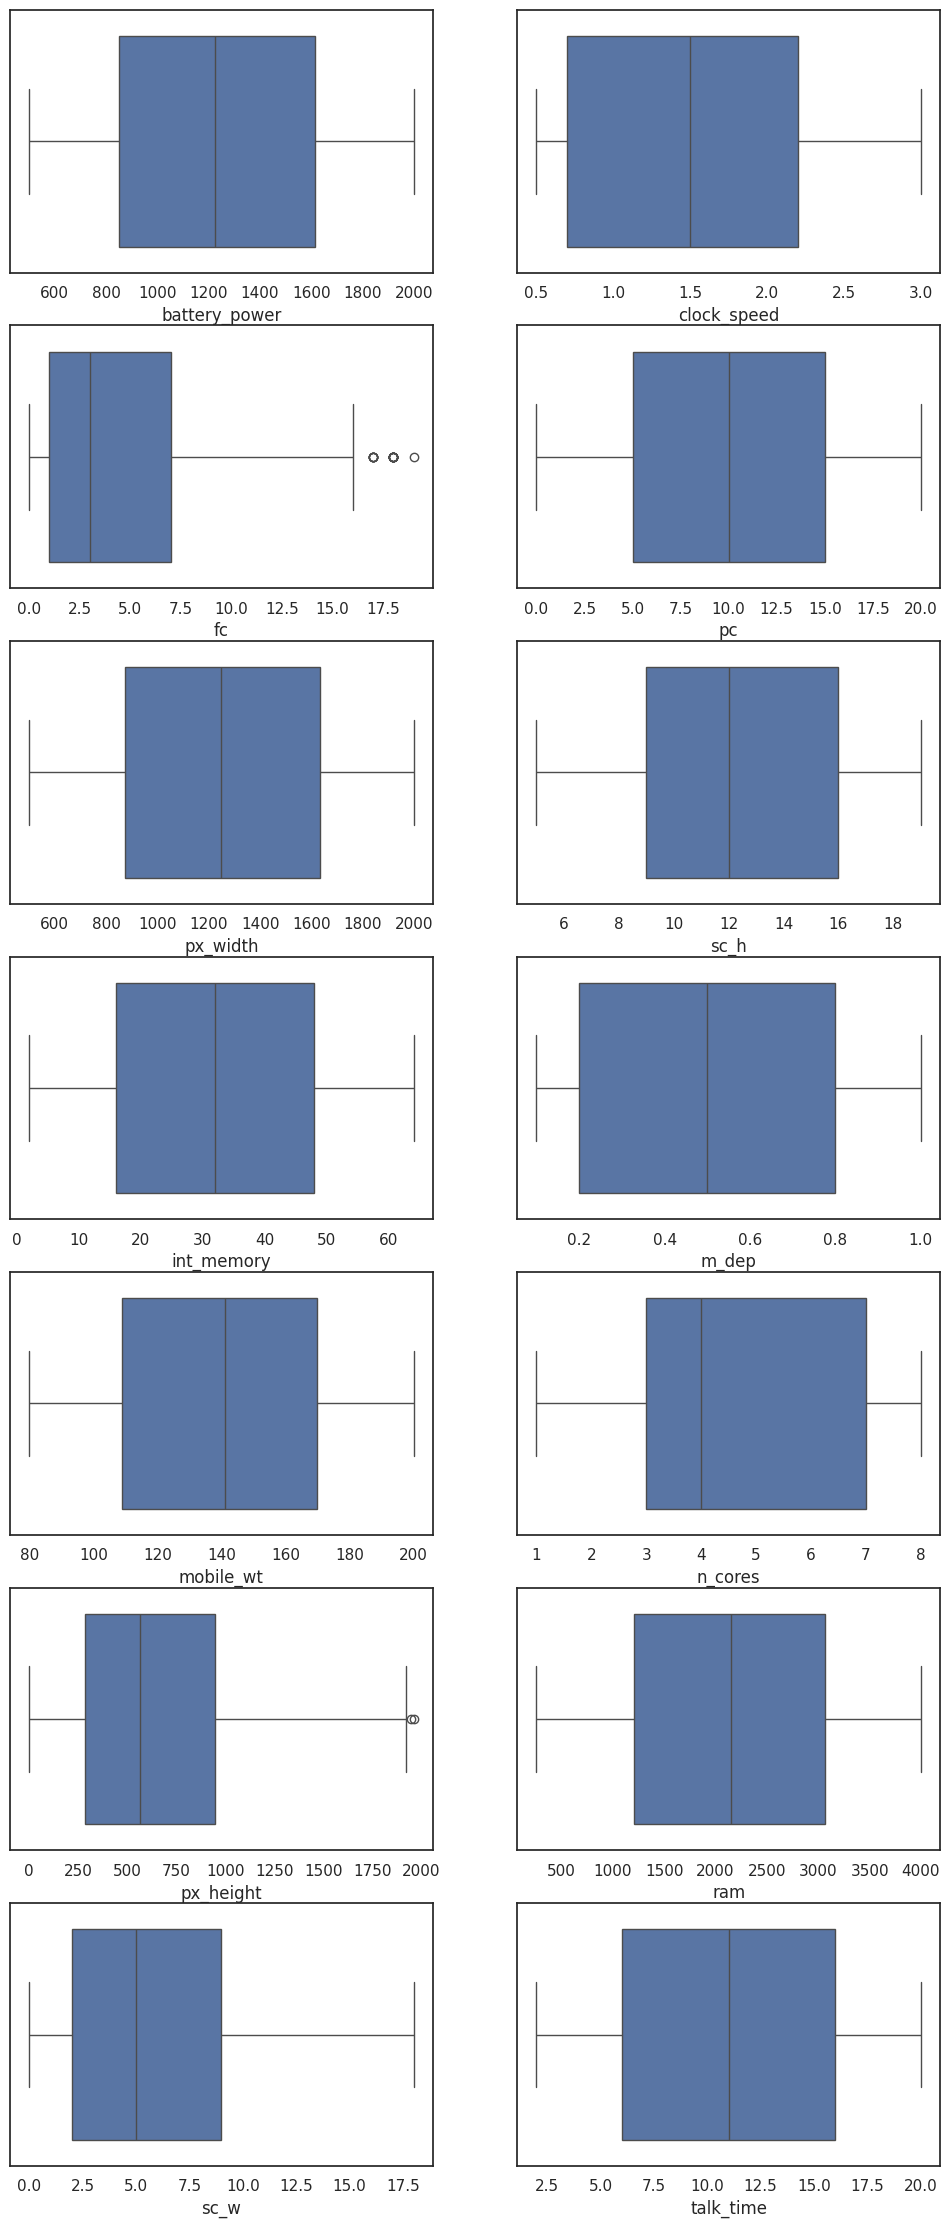 600 800 1000 1200 1400 1600 1800 2000
battery_power
0.5 1.0 1.5 2.0 2.5 3.0
clock_speed
0.0 2.5 5.0 7.5 10.0 12.5 15.0 17.5
fc
0.0 2.5 5.0 7.5 10.0 12.5 15.0 17.5 20.0
pc
600 800 1000 1200 1400 1600 1800 2000
px_width
6 8 10 12 14 16 18
sc_h
0 10 20 30 40 50 60
int_memory
0.2 0.4 0.6 0.8 1.0
m_dep
80 100 120 140 160 180 200
mobile_wt
1 2 3 4 5 6 7 8
n_cores
0 250 500 750 1000 1250 1500 1750 2000
px_height
500 1000 1500 2000 2500 3000 3500 4000
ram
0.0 2.5 5.0 7.5 10.0 12.5 15.0 17.5
sc_w
2.5 5.0 7.5 10.0 12.5 15.0 17.5 20.0
talk_time